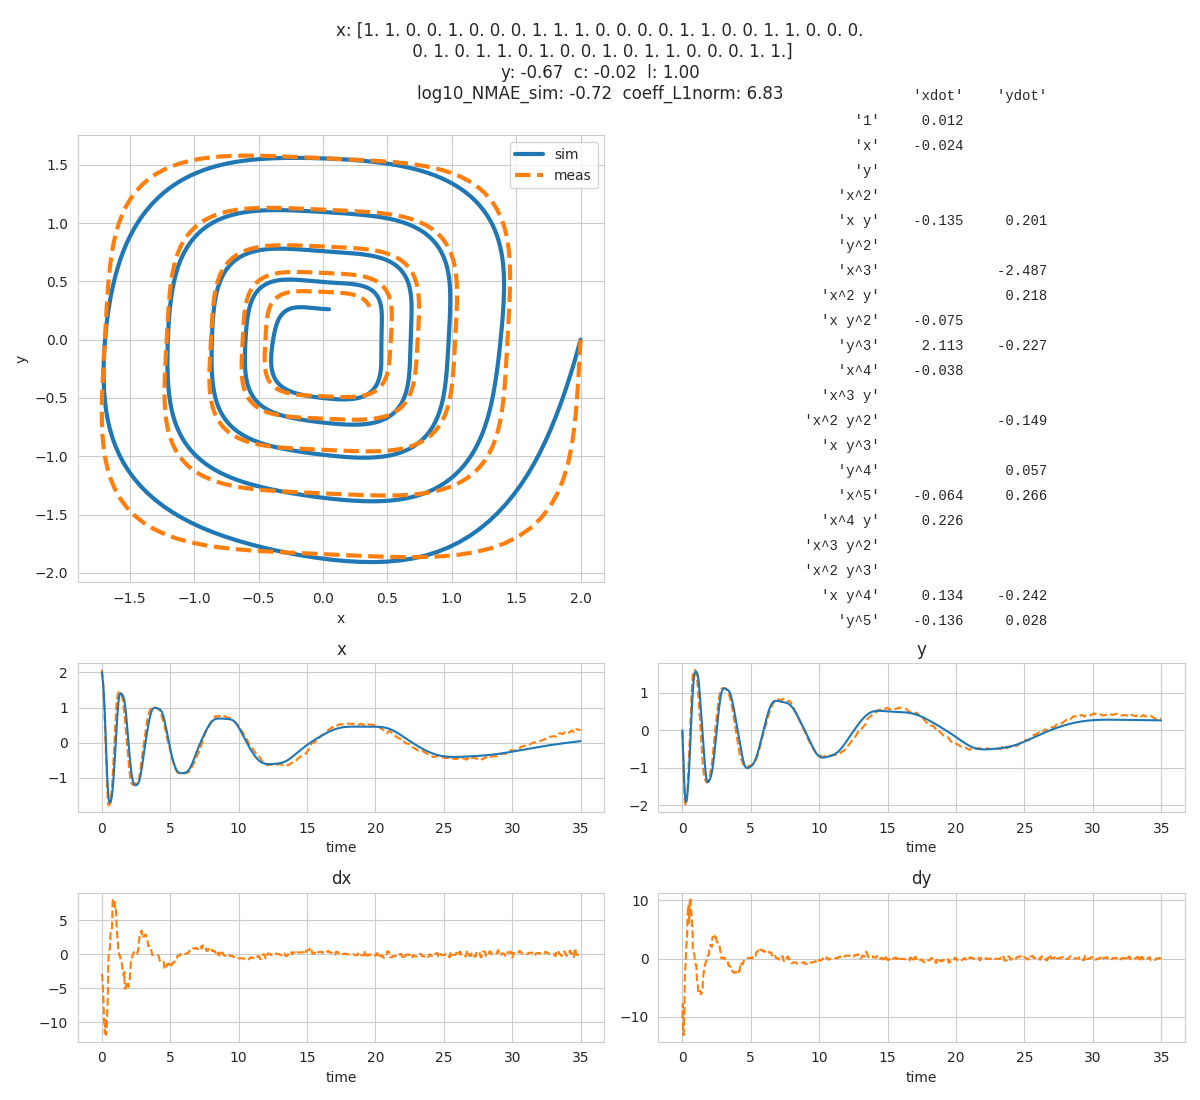 x: [1. 1. 0. 0. 1. 0. 0. 0. 1. 1. 1. 0. 0. 0. 0. 1. 1. 0. 0. 1. 1. 0. 0. 0.
0. 1. 0. 1. 1. 0. 1. 0. 0. 1. 0. 1. 1. 0. 0. 0. 1. 1.]
y: -0.67 c: -0.02 l: 1.00
log10_NMAE_sim: -0.72 coeff_L1norm: 6.83
'xdot' 'ydot'
'1' 0.012
'x' -0.024
'y'
'x^2'
'x y' -0.135 0.201
'y^2'
'x^3' -2.487
'x^2 y' 0.218
'x y^2' -0.075
'y^3' 2.113 -0.227
'x^4' -0.038
'x^3 y'
'x^2 y^2' -0.149
'x y^3'
'y^4' 0.057
'x^5' -0.064 0.266
'x^4 y' 0.226
'x^3 y^2'
'x^2 y^3'
'x y^4' 0.134 -0.242
'y^5' -0.136 0.028
sim
meas
1.5
1.0
0.5
0.0
−0.5
−1.0
−1.5
−2.0
y
−1.5 −1.0 −0.5 0.0 0.5 1.0 1.5 2.0
x
x
2
1
0
−1
0 5 10 15 20 25 30 35
time
y
1
0
−1
−2
0 5 10 15 20 25 30 35
time
dx
5
0
−5
−10
0 5 10 15 20 25 30 35
time
dy
10
0
−10
0 5 10 15 20 25 30 35
time